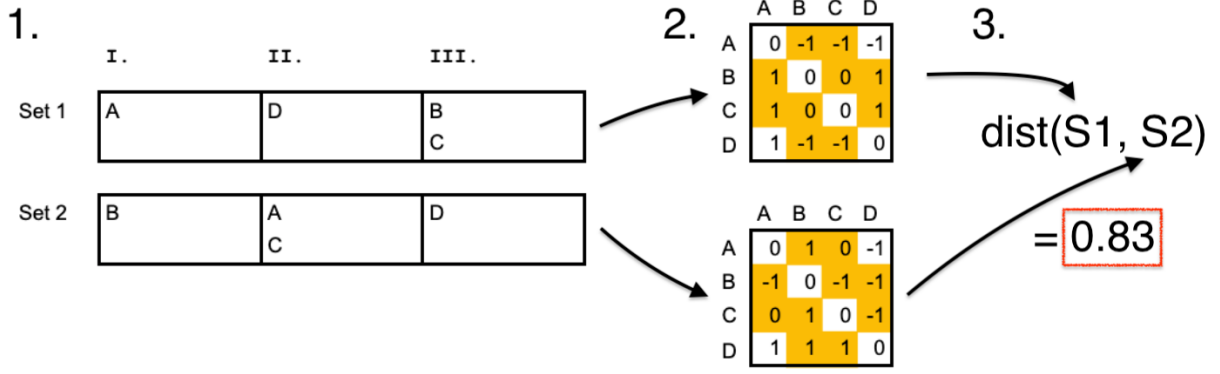 1.
I. II. III.
Set 1 A D B
C
Set 2 B A D
C
2.
A B C D
A 0 -1 -1 -1
B 1 0 0 1
C 1 0 0 1
D 1 -1 -1 0
A B C D
A 0 1 0 -1
B -1 0 -1 -1
C 0 1 0 -1
D 1 1 1 0
3.
dist(S1, S2)
= 0.83